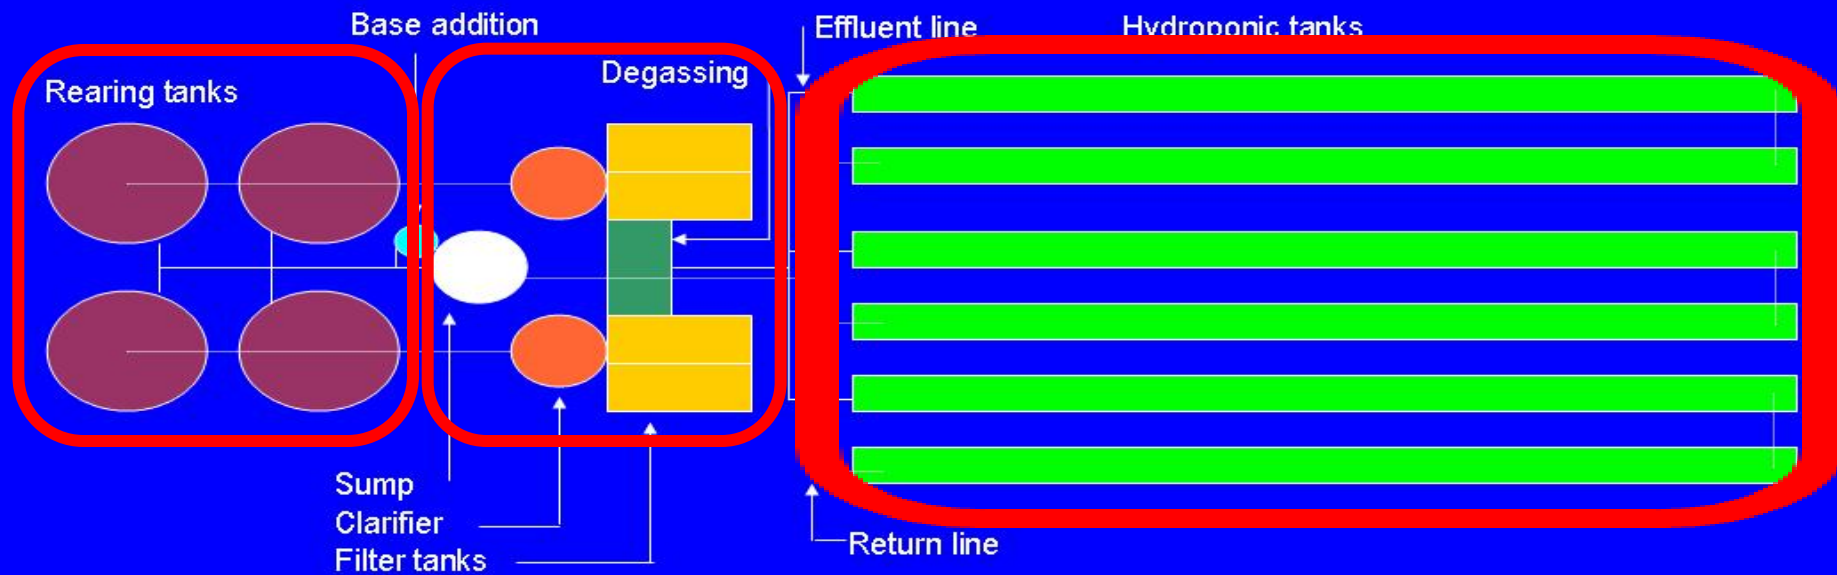 Base addition
Effluent line
Hydroponic tanks
Rearing tanks
Degassing
Sump
Clarifier
Filter tanks
Return line